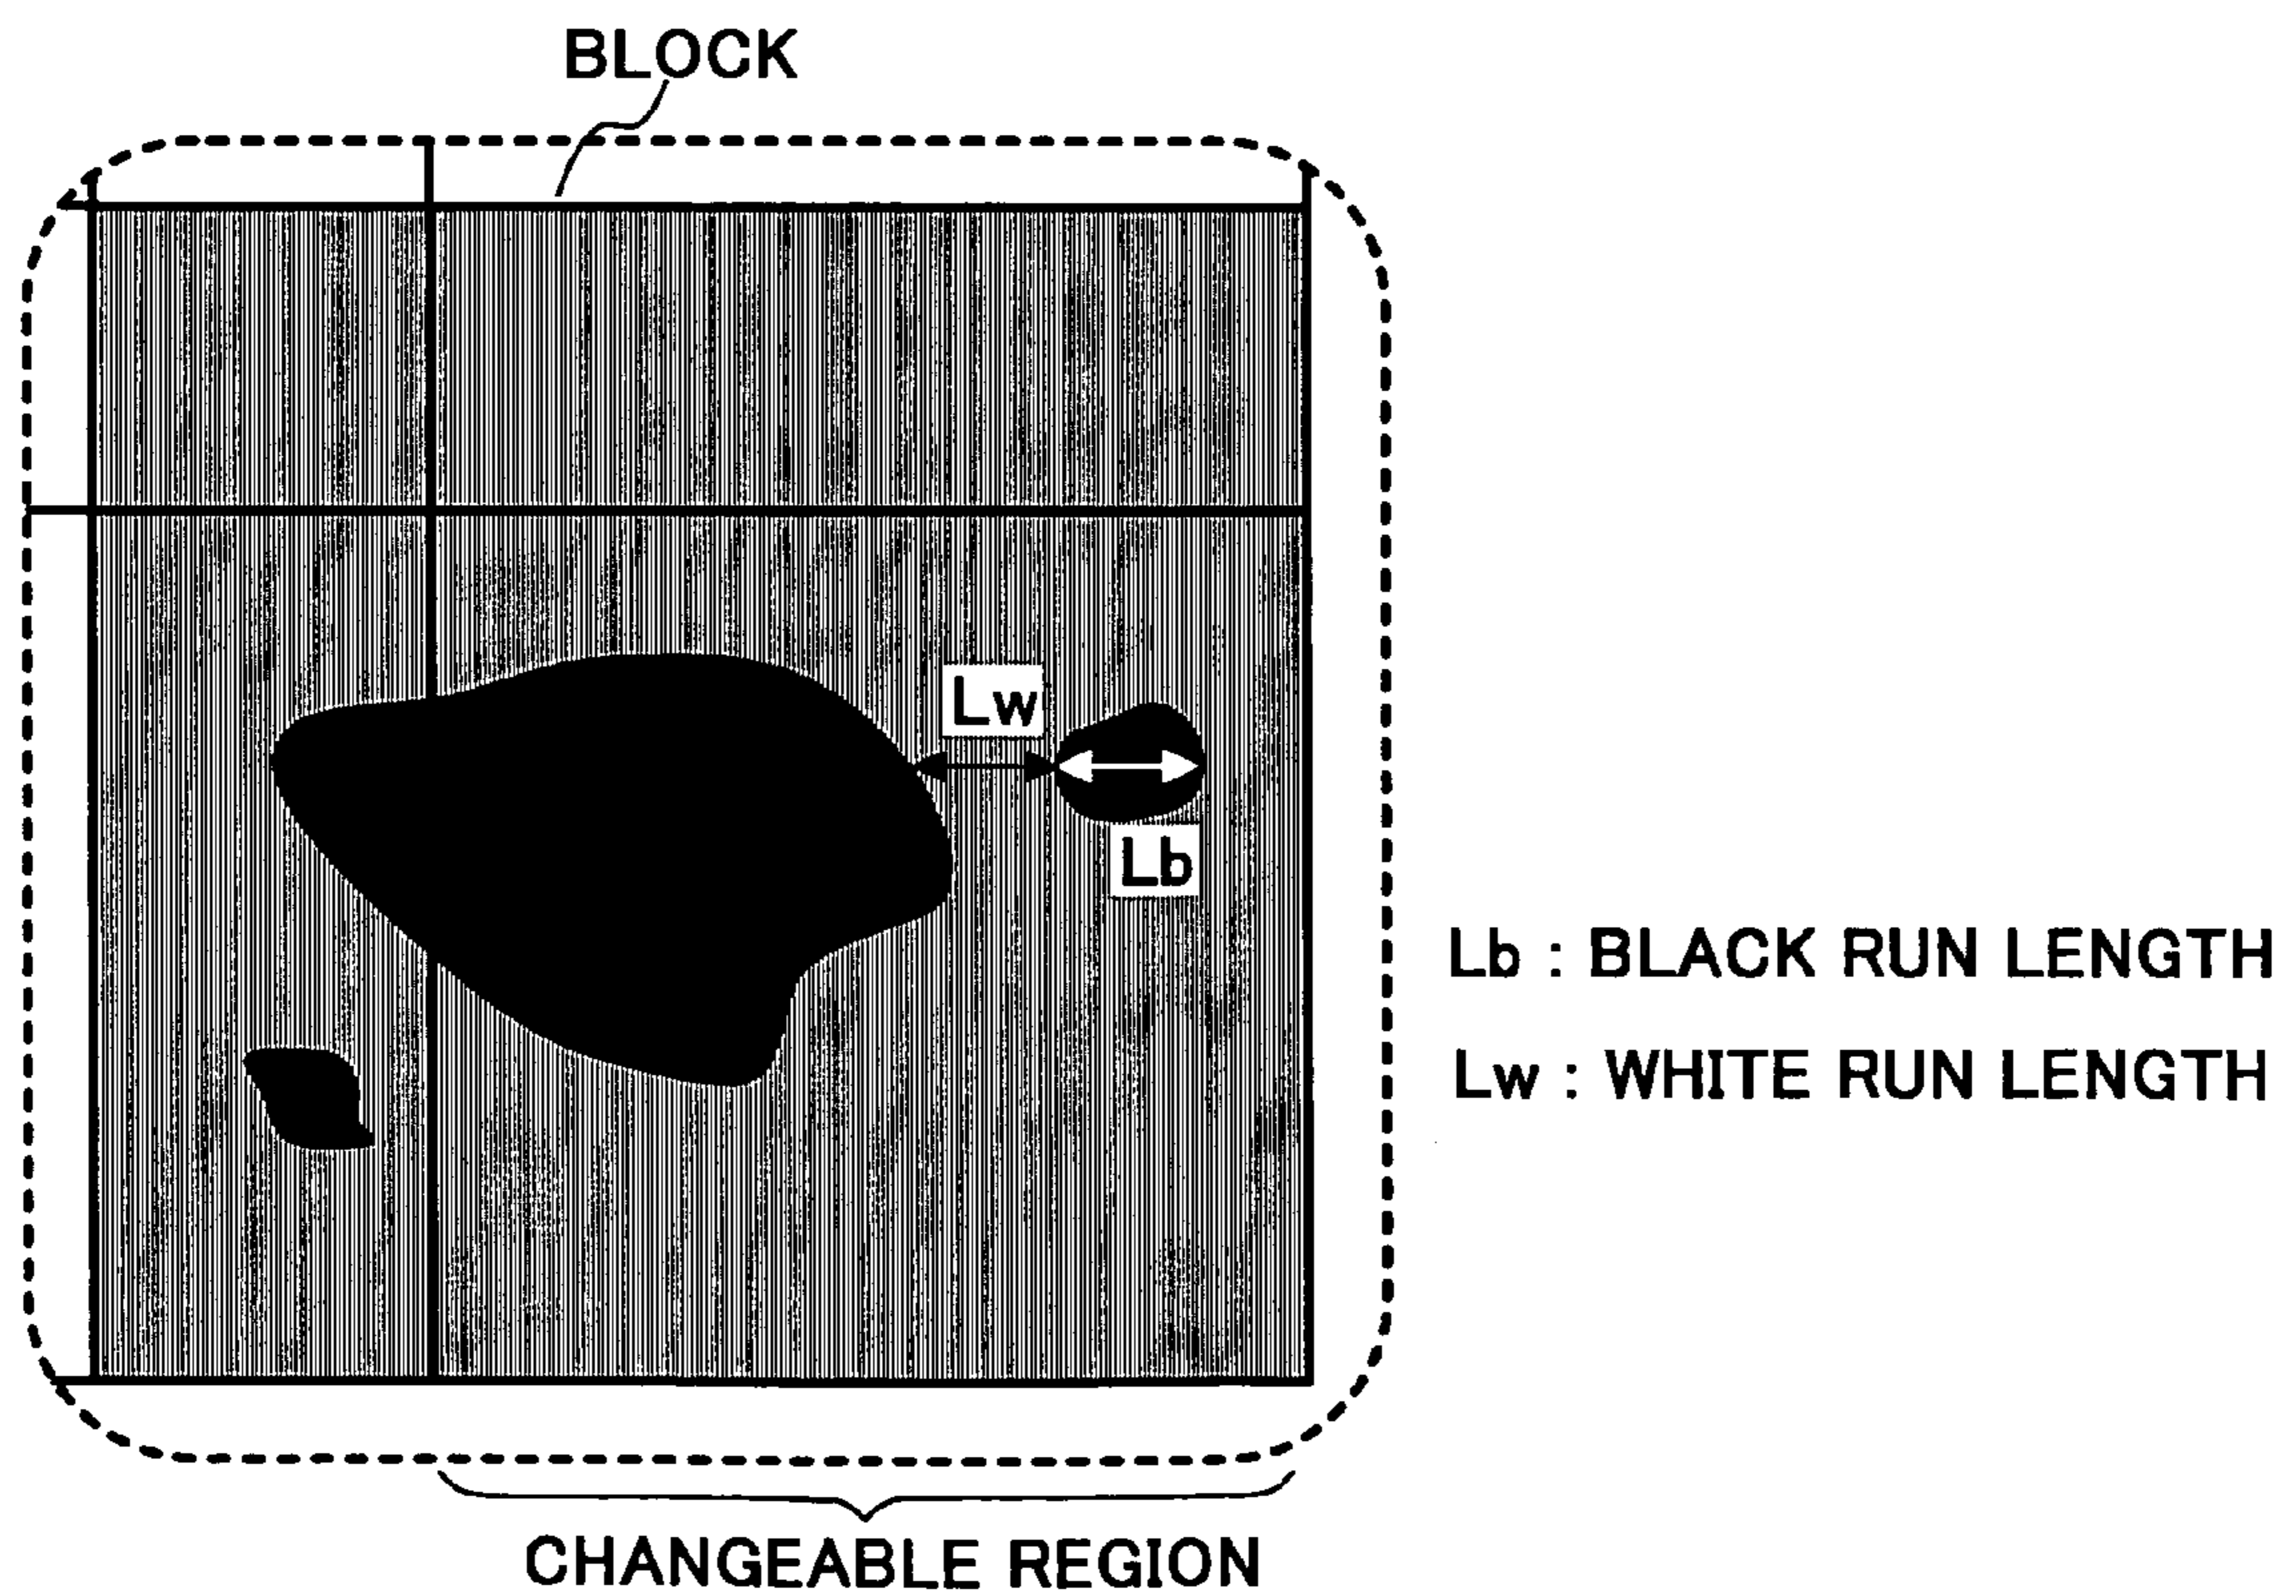 BLOCK
Lw
Lb
Lb : BLACK RUN LENGTH
Lw : WHITE RUN LENGTH
CHANGEABLE REGION